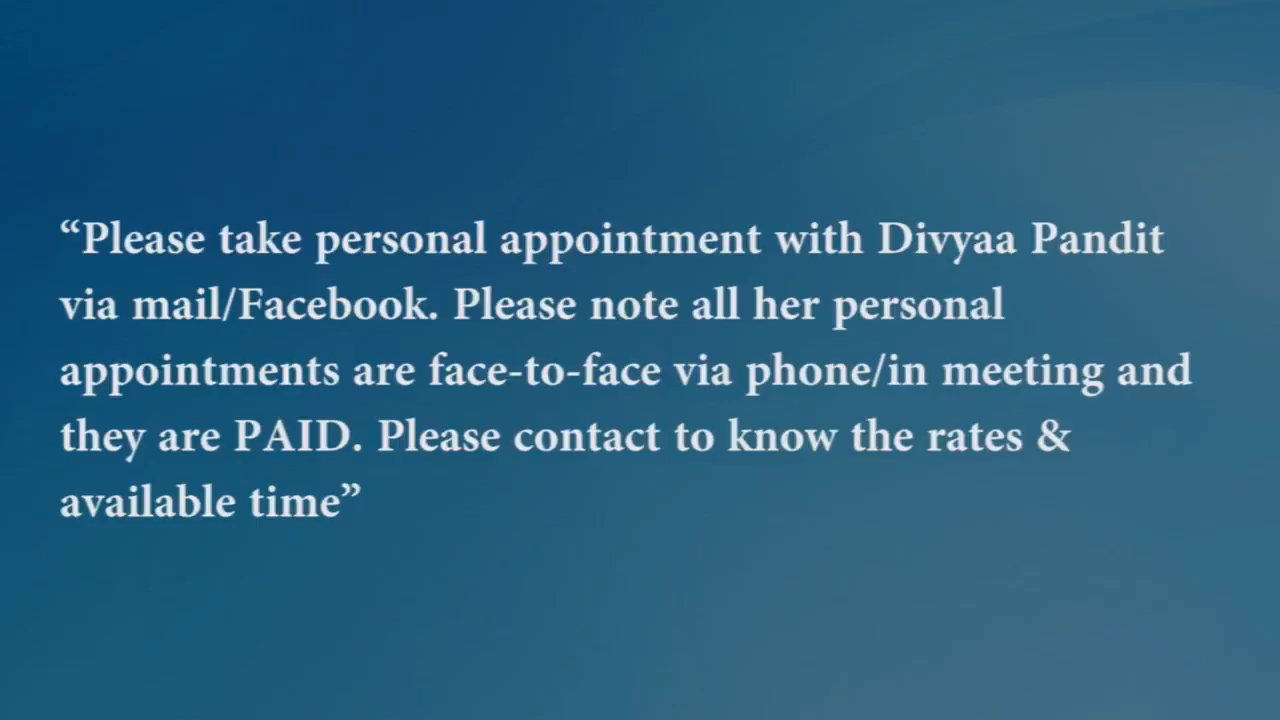 “Please take personal appointment with Divyaa Pandit
via mail/Facebook. Please note all her personal
appointments are face-to-face via phone/in meeting and
they are PAID. Please contact to know the rates &
available time”